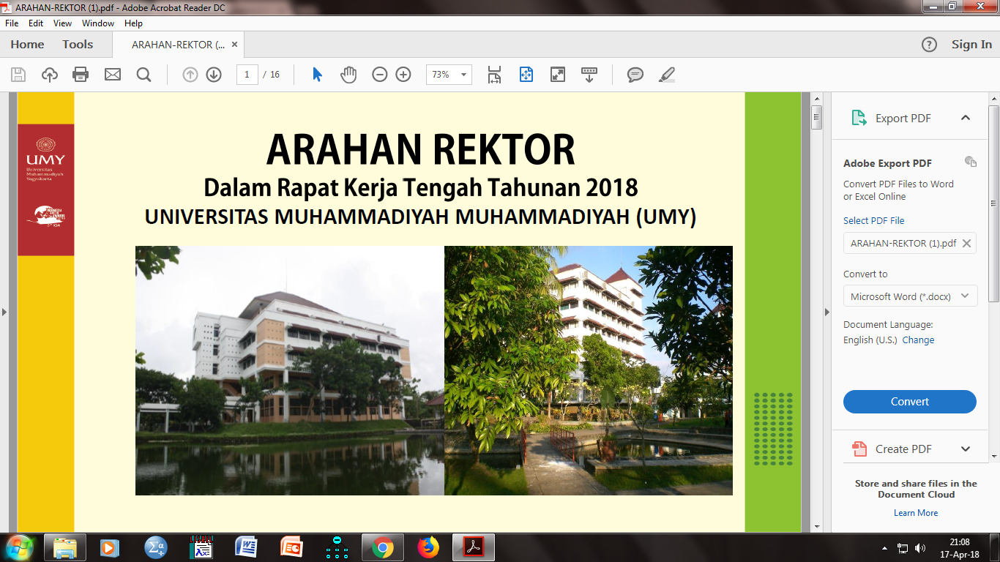 ARAHAN-REKTOR (1).pdf - Adobe Acrobat Reader DC
File Edit View Window Help
Home Tools ARAHAN-REKTOR (... × Sign In
1 / 16 73%
UMY
Universitas
Muhammadiyah
Yogyakarta
ARAHAN REKTOR
Dalam Rapat Kerja Tengah Tahunan 2018
UNIVERSITAS MUHAMMADIYAH MUHAMMADIYAH (UMY)
Export PDF
Adobe Export PDF
Convert PDF Files to Word
or Excel Online
Select PDF File
ARAHAN-REKTOR (1).pdf
Convert to
Microsoft Word (*.docx)
Document Language:
English (U.S.) Change
Convert
Create PDF
Store and share files in the
Document Cloud
Learn More
21:08
17-Apr-18